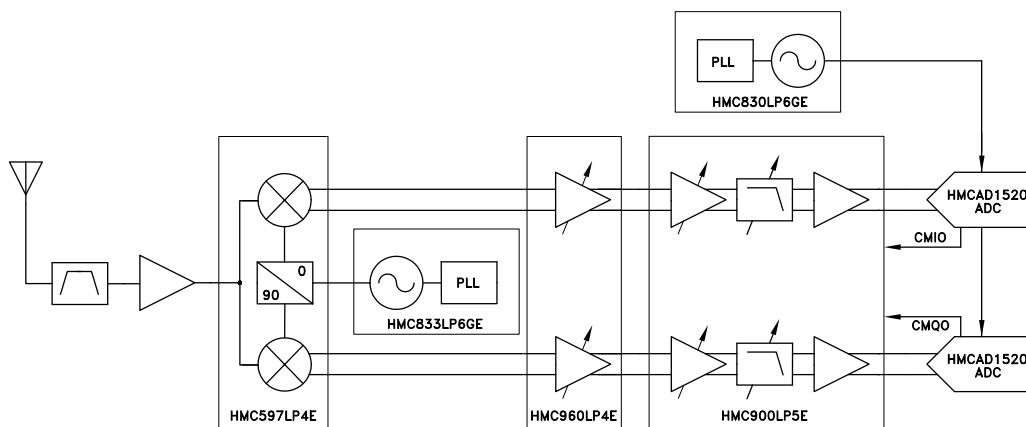 PLL
HMC830LP6GE
HMCAD1520
ADC
CMIO
0
90
PLL
HMC833LP6GE
CMQO
HMCAD1520
ADC
HMC597LP4E
HMC960LP4E
HMC900LP5E